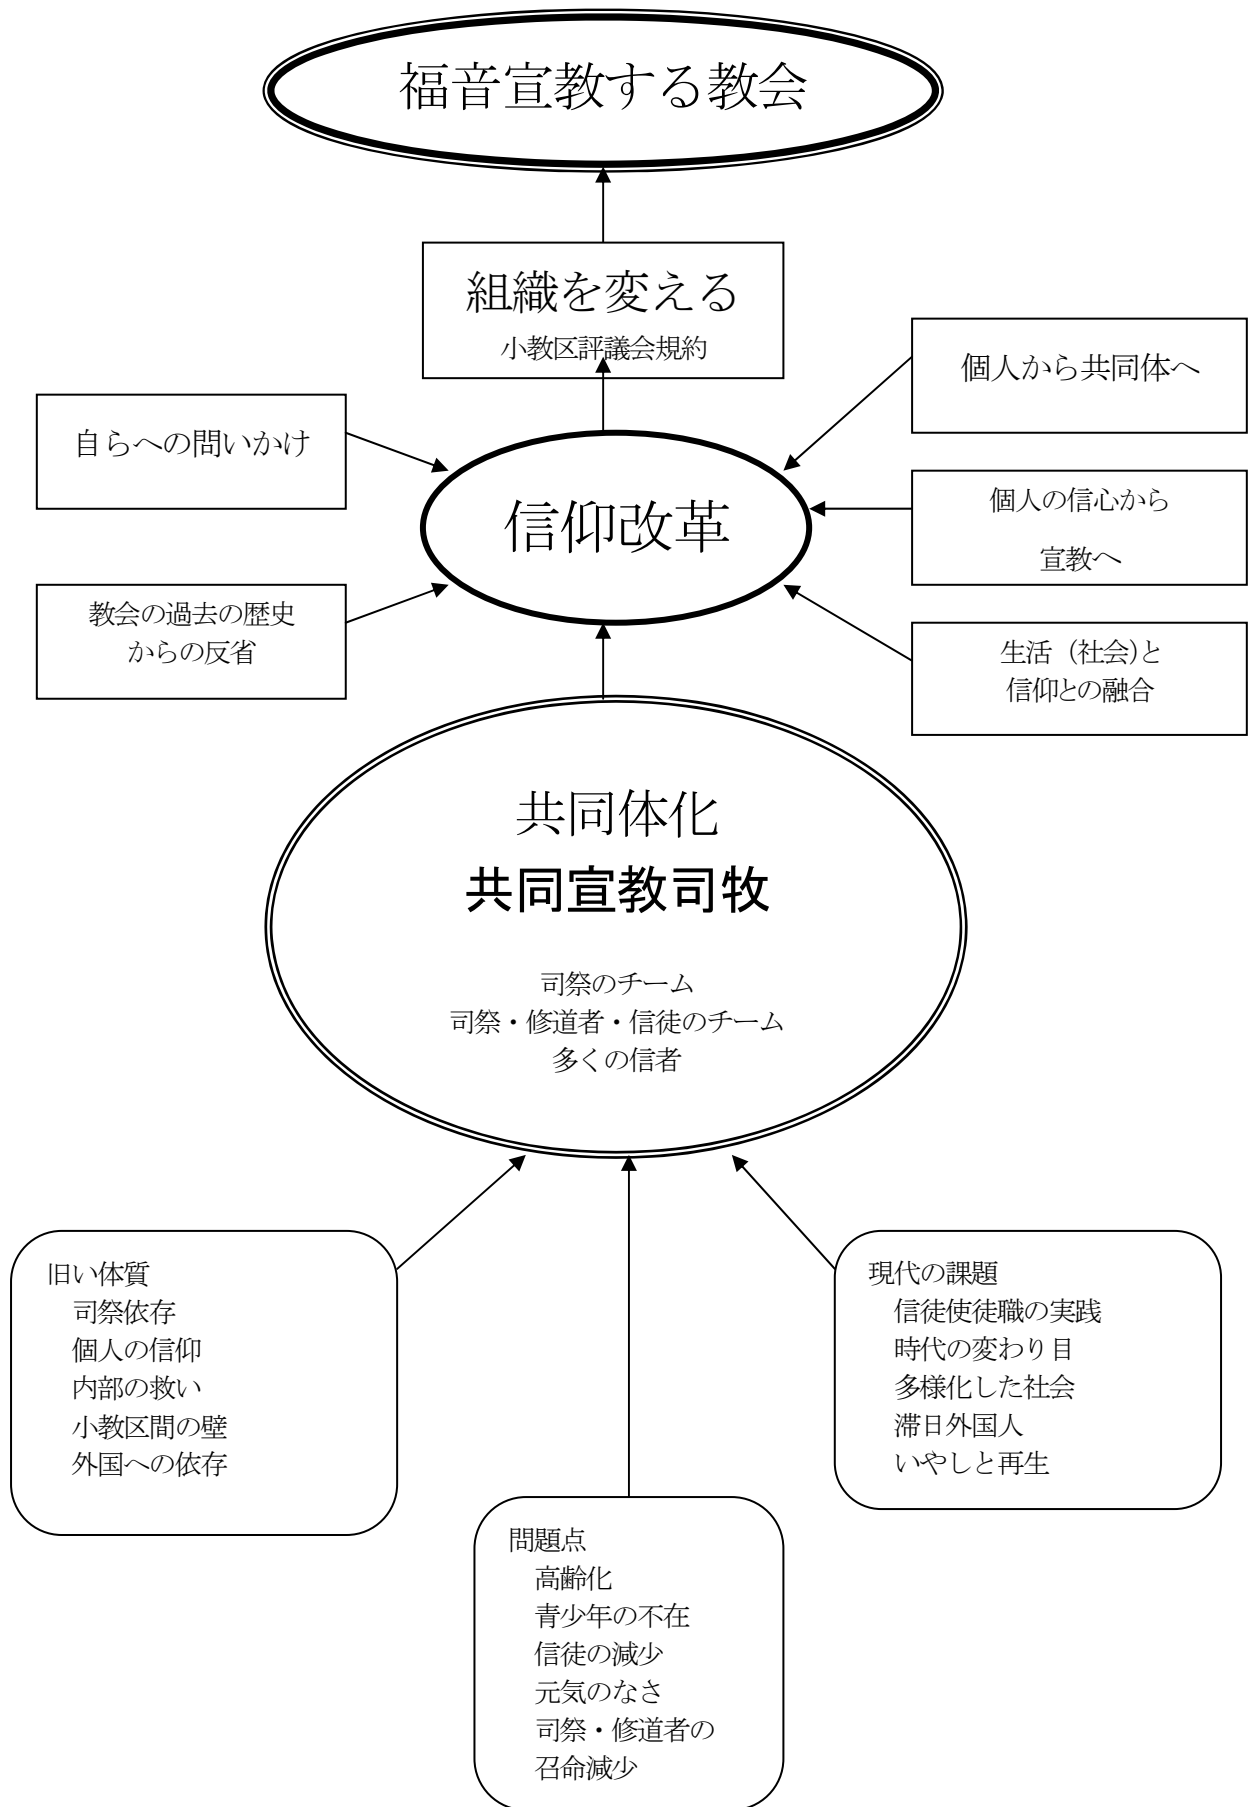 福音宣教する教会
組織を変える
小教区評議会規約
個人から共同体へ
自らへの問いかけ
信仰改革
個人の信心から
宣教へ
教会の過去の歴史
からの反省
生活（社会）と
信仰との融合
共同体化
共同宣教司牧
司祭のチーム
司祭・修道者・信徒のチーム
多くの信者
旧い体質
司祭依存
個人の信仰
内部の救い
小教区間の壁
外国への依存
現代の課題
信徒使徒職の実践
時代の変わり目
多様化した社会
滞日外国人
いやしと再生
問題点
高齢化
青少年の不在
信徒の減少
元気のなさ
司祭・修道者の
召命減少